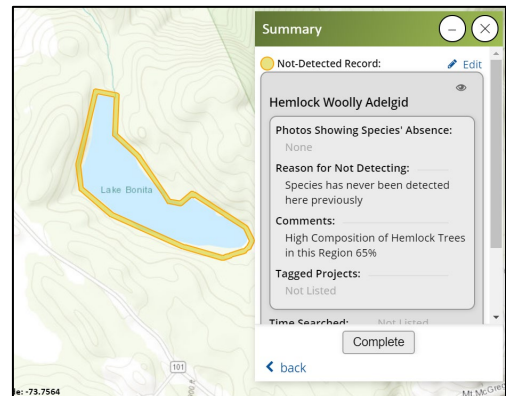 Summary
Not-Detected Record:
Edit
Hemlock Woolly Adelgid
Photos Showing Species' Absence:
None
Reason for Not Detecting:
Species has never been detected
here previously
Comments:
High Composition of Hemlock Trees
in this Region 65%
Tagged Projects:
Not Listed
Time Searched: Not Listed
Complete
back
Lake Bonita
101
le: -73.7564